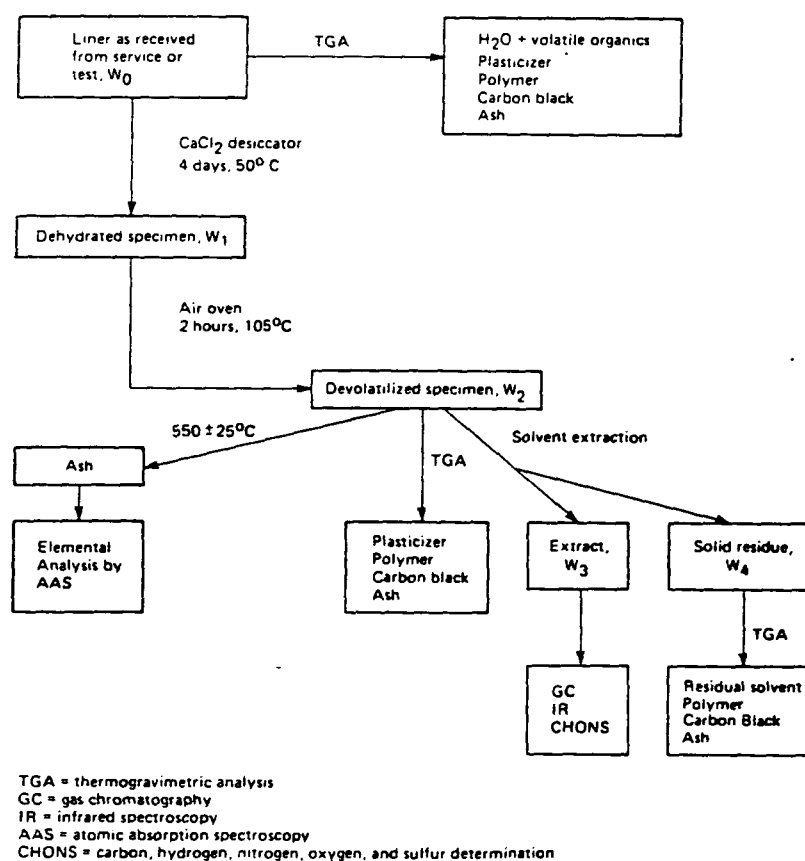 Liner as received
from service or
test, W0
TGA
H2O + volatile organics
Plasticizer
Polymer
Carbon black
Ash
CaCl2 desiccator
4 days, 50° C
Dehydrated specimen, W1
Air oven
2 hours, 105°C
Devolatilized specimen, W2
550 ± 25°C
TGA
Solvent extraction
Ash
Elemental
Analysis by
AAS
Plasticizer
Polymer
Carbon black
Ash
Extract,
W3
Solid residue,
W4
TGA
GC
IR
CHONS
Residual solvent
Polymer
Carbon Black
Ash
TGA = thermogravimetric analysis
GC = gas chromatography
IR = infrared spectroscopy
AAS = atomic absorption spectroscopy
CHONS = carbon, hydrogen, nitrogen, oxygen, and sulfur determination